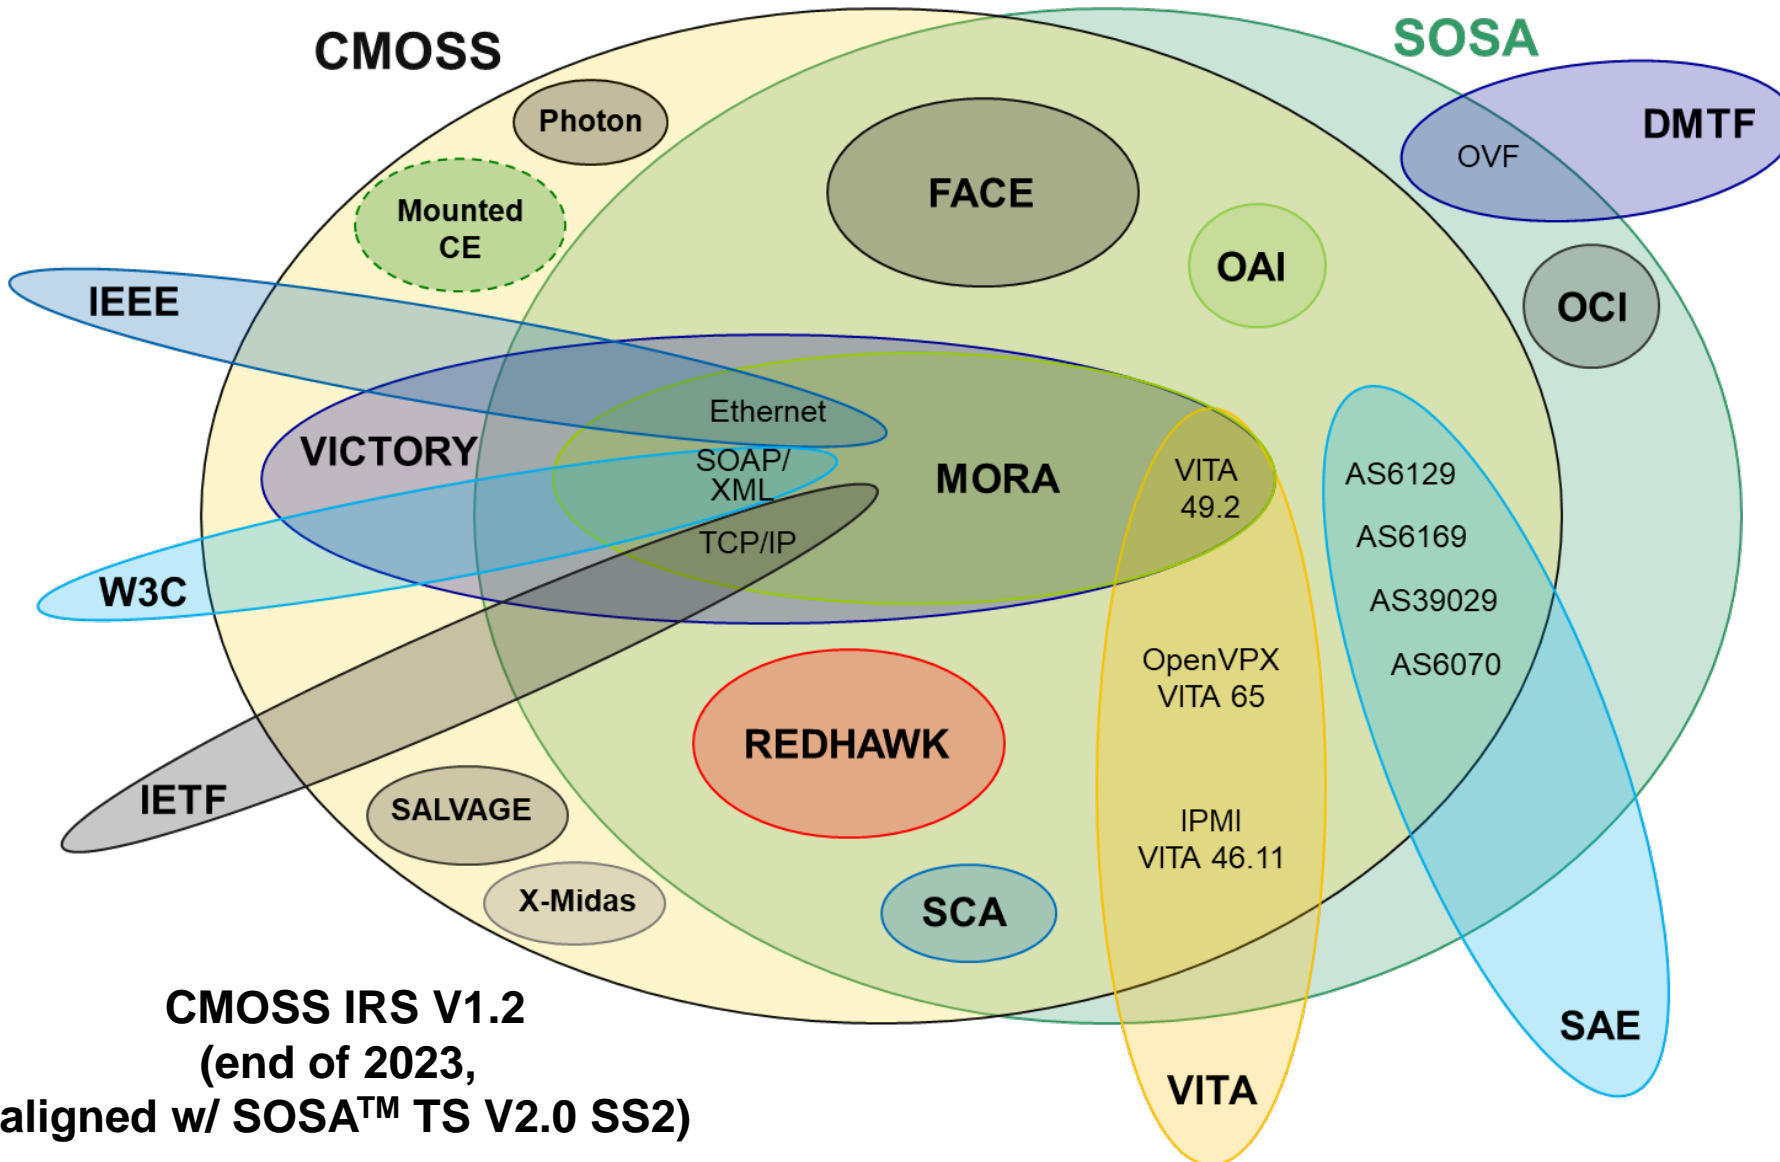 CMOSS
SOSA
Photon
DMTF
OVF
Mounted
CE
FACE
OAI
IEEE
OCI
Ethernet
VICTORY
SOAP/
XML
MORA
VITA
49.2
AS6129
TCP/IP
AS6169
W3C
AS39029
OpenVPX
VITA 65
AS6070
REDHAWK
IETF
SALVAGE
IPMI
VITA 46.11
X-Midas
SCA
CMOSS IRS V1.2
(end of 2023,
aligned w/ SOSA™ TS V2.0 SS2)
SAE
VITA